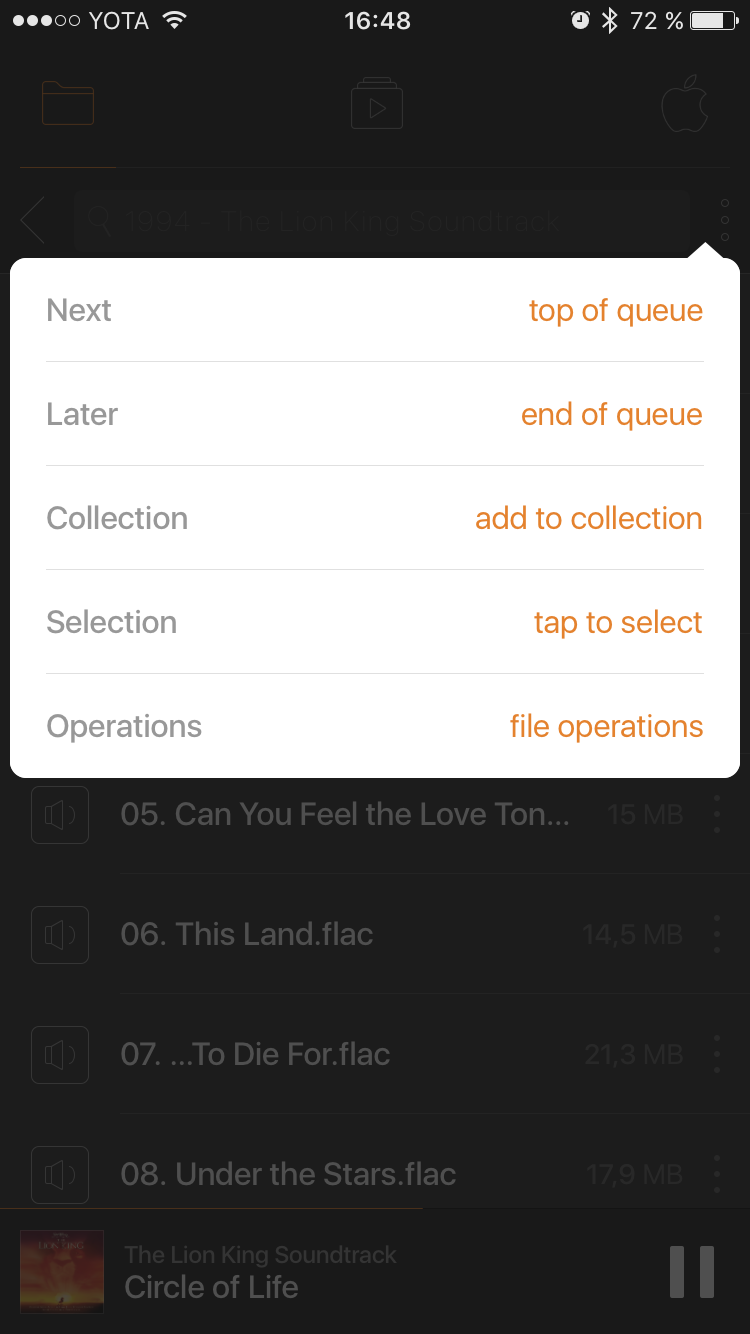 YOTA 16:48 72 %
1994 - The Lion King Soundtrack
Next top of queue
Later end of queue
Collection add to collection
Selection tap to select
Operations file operations
05. Can You Feel the Love Ton... 15 MB
06. This Land.flac 14,5 MB
07. ...To Die For.flac 21,3 MB
08. Under the Stars.flac 17,9 MB
LION KING
The Lion King Soundtrack
Circle of Life